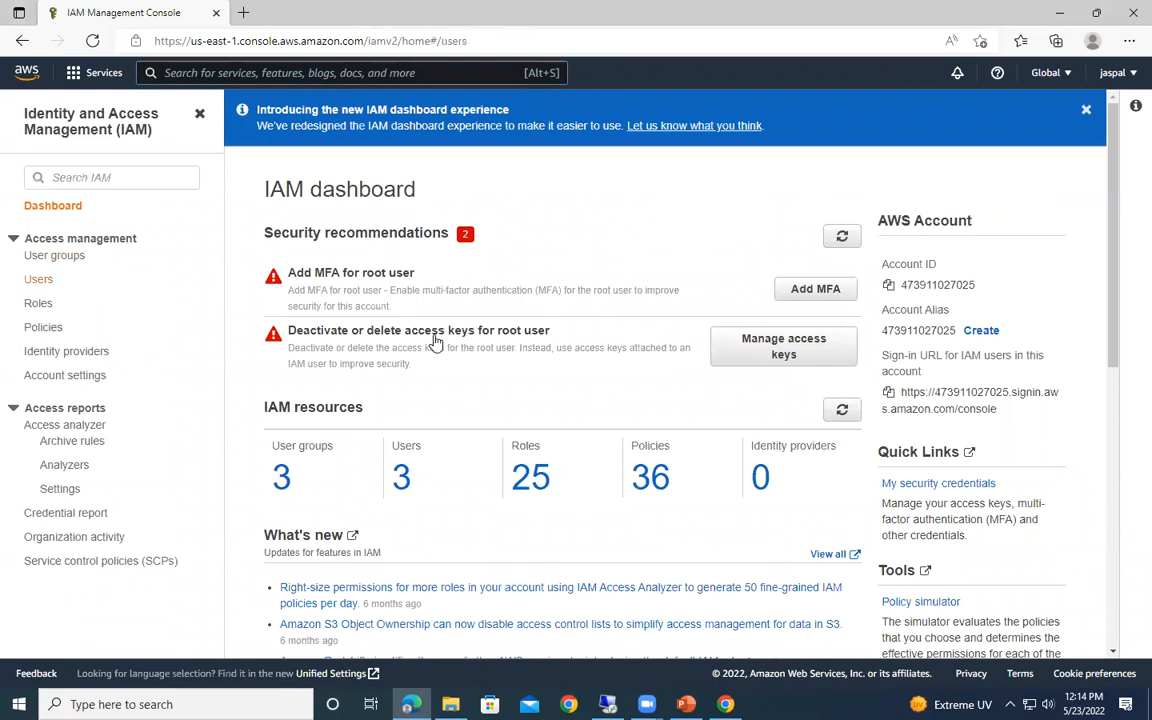 IAM Management Console
https://us-east-1.console.aws.amazon.com/iamv2/home#/users
aws
Services
Search for services, features, blogs, docs, and more
[Alt+S]
Global
jaspal
Identity and Access
Management (IAM)
Search IAM
Dashboard
Access management
User groups
Users
Roles
Policies
Identity providers
Account settings
Access reports
Access analyzer
Archive rules
Analyzers
Settings
Credential report
Organization activity
Service control policies (SCPs)
Introducing the new IAM dashboard experience
We've redesigned the IAM dashboard experience to make it easier to use. Let us know what you think.
IAM dashboard
Security recommendations 2
Add MFA for root user
Add MFA for root user - Enable multi-factor authentication (MFA) for the root user to improve
security for this account.
Add MFA
Deactivate or delete access keys for root user
Deactivate or delete the access for the root user. Instead, use access keys attached to an
IAM user to improve security.
Manage access
keys
IAM resources
User groups
3
Users
3
Roles
25
Policies
36
Identity providers
0
What's new
Updates for features in IAM
View all
Right-size permissions for more roles in your account using IAM Access Analyzer to generate 50 fine-grained IAM
policies per day. 6 months ago
Amazon S3 Object Ownership can now disable access control lists to simplify access management for data in S3.
6 months ago
AWS Account
Account ID
473911027025
Account Alias
473911027025 Create
Sign-in URL for IAM users in this
account
https://473911027025.signin.aw
s.amazon.com/console
Quick Links
My security credentials
Manage your access keys, multi-
factor authentication (MFA) and
other credentials.
Tools
Policy simulator
The simulator evaluates the policies
that you choose and determines the
effective permissions for each of the
Feedback
Looking for language selection? Find it in the new Unified Settings
© 2022, Amazon Web Services, Inc. or its affiliates.
Privacy
Terms
Cookie preferences
Type here to search
Extreme UV
12:14 PM
5/23/2022